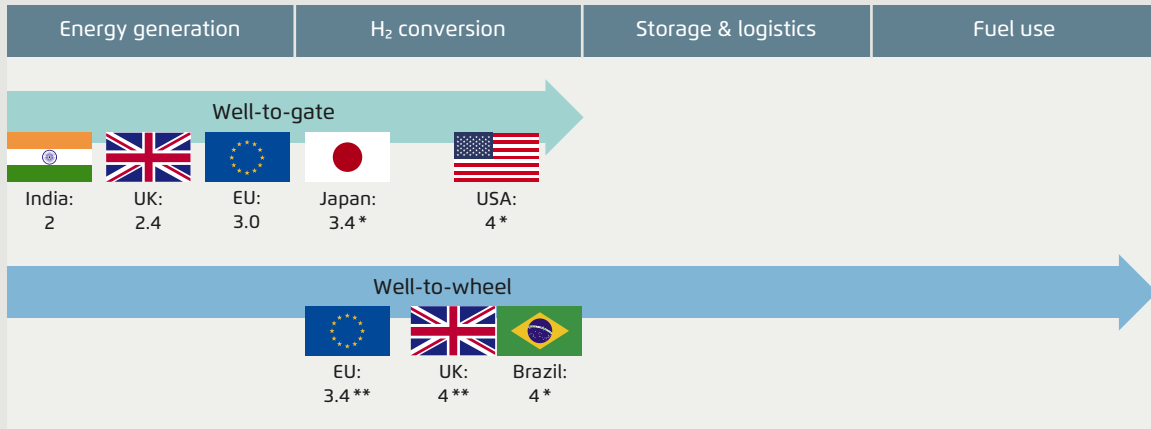 Energy generation
H₂ conversion
Storage & logistics
Fuel use
Well-to-gate
India:
2
UK:
2.4
EU:
3.0
Japan:
3.4 *
USA:
4 *
Well-to-wheel
EU:
3.4 **
UK:
4 **
Brazil:
4 *